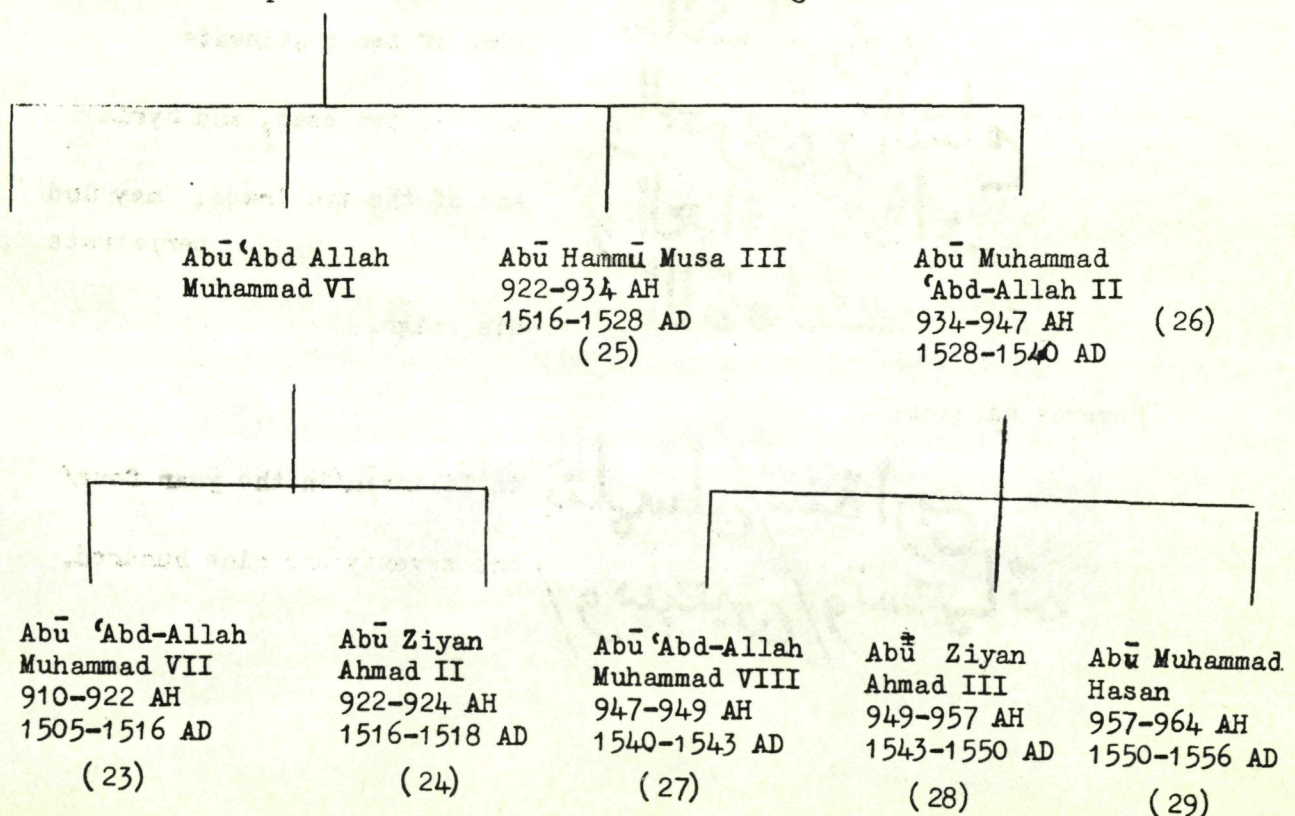 Abū ʿAbd Allah
Muhammad VI
Abū Hammū Musa III
922-934 AH
1516-1528 AD
(25)
Abū Muhammad
ʿAbd-Allah II
934-947 AH
1528-1540 AD
(26)
Abū ʿAbd-Allah
Muhammad VII
910-922 AH
1505-1516 AD
(23)
Abū Ziyan
Ahmad II
922-924 AH
1516-1518 AD
(24)
Abū ʿAbd-Allah
Muhammad VIII
947-949 AH
1540-1543 AD
(27)
Abū Ziyan
Ahmad III
949-957 AH
1543-1550 AD
(28)
Abū Muhammad
Hasan
957-964 AH
1550-1556 AD
(29)